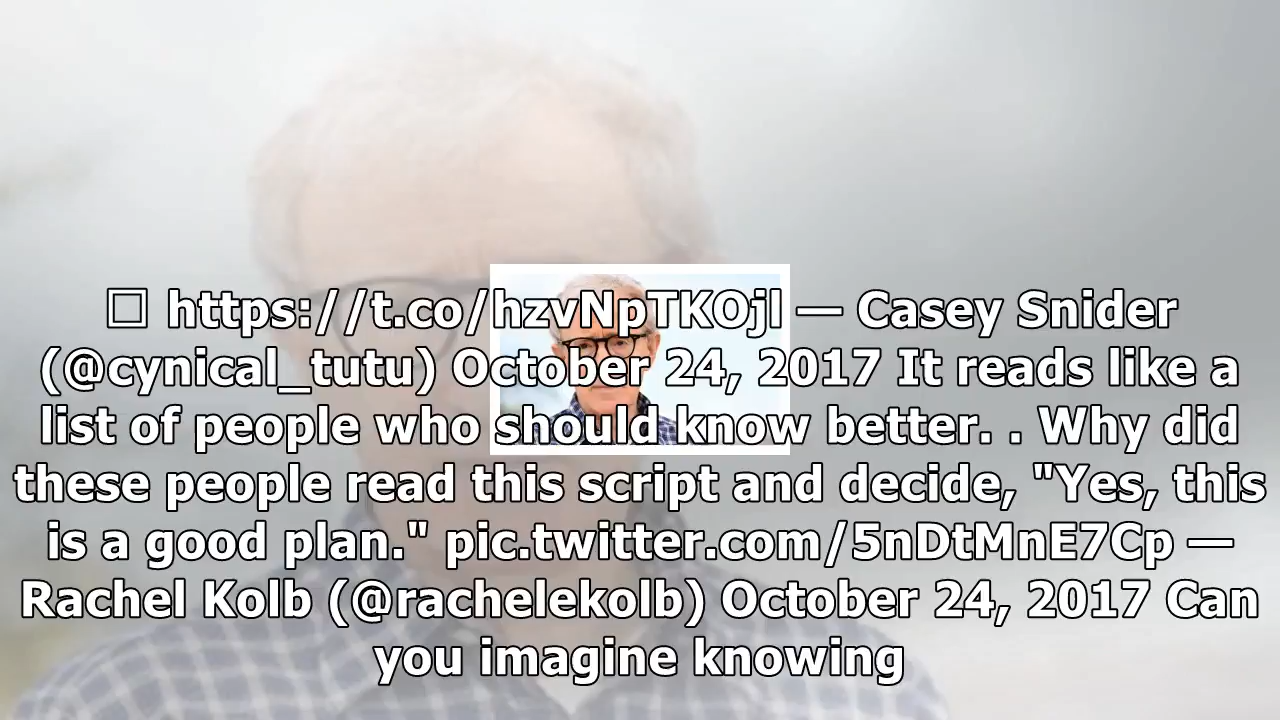 □ https://t.co/hzvNpTKOjl — Casey Snider
(@cynical_tutu) October 24, 2017 It reads like a
list of people who should know better. . Why did
these people read this script and decide, "Yes, this
is a good plan." pic.twitter.com/5nDtMnE7Cp —
Rachel Kolb (@rachelekolb) October 24, 2017 Can
you imagine knowing